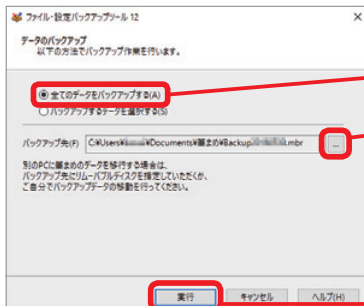 ファイル・設定バックアップツール 12
データのバックアップ
以下の方法でバックアップ作業を行います。
全てのデータをバックアップする(A)
バックアップするデータを選択する(S)
バックアップ先(F) C:¥Users¥ ¥Documents¥筆まめ¥Backup .mbr ...
別のPCに筆まめのデータを移行する場合は、
バックアップ先にリムーバブルディスクを指定していただくか、
ご自分でバックアップデータの移動を行ってください。
実行 キャンセル ヘルプ(H)